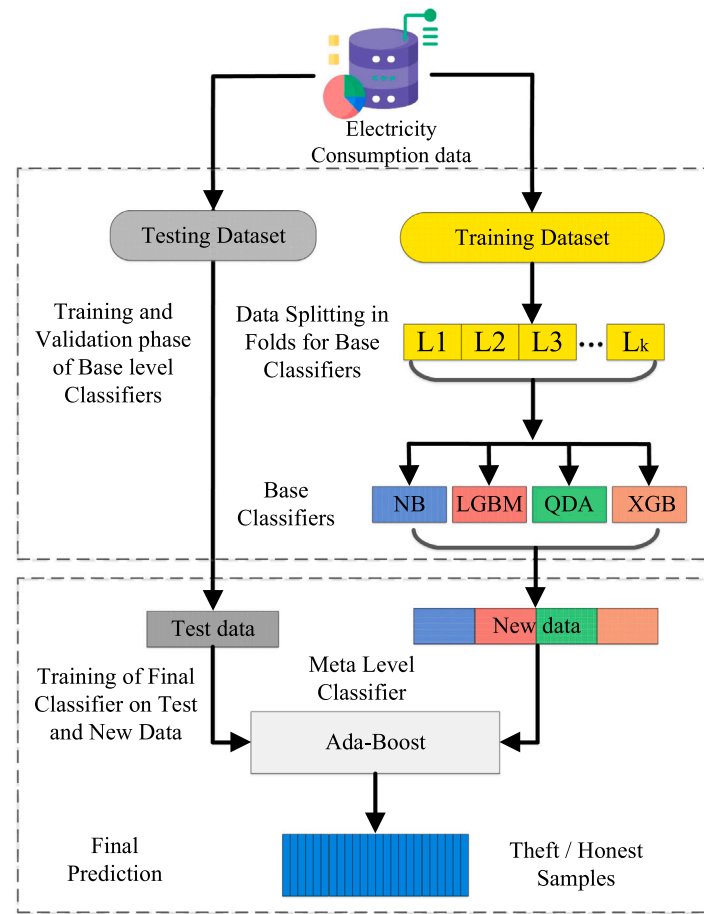 Electricity
Consumption data
Testing Dataset
Training Dataset
Training and
Validation phase
of Base level
Classifiers
Data Splitting in
Folds for Base
Classifiers
L1 L2 L3 ... Lk
Base
Classifiers
NB LGBM QDA XGB
Test data
New data
Training of Final
Classifier on Test
and New Data
Meta Level
Classifier
Ada-Boost
Final
Prediction
Theft / Honest
Samples